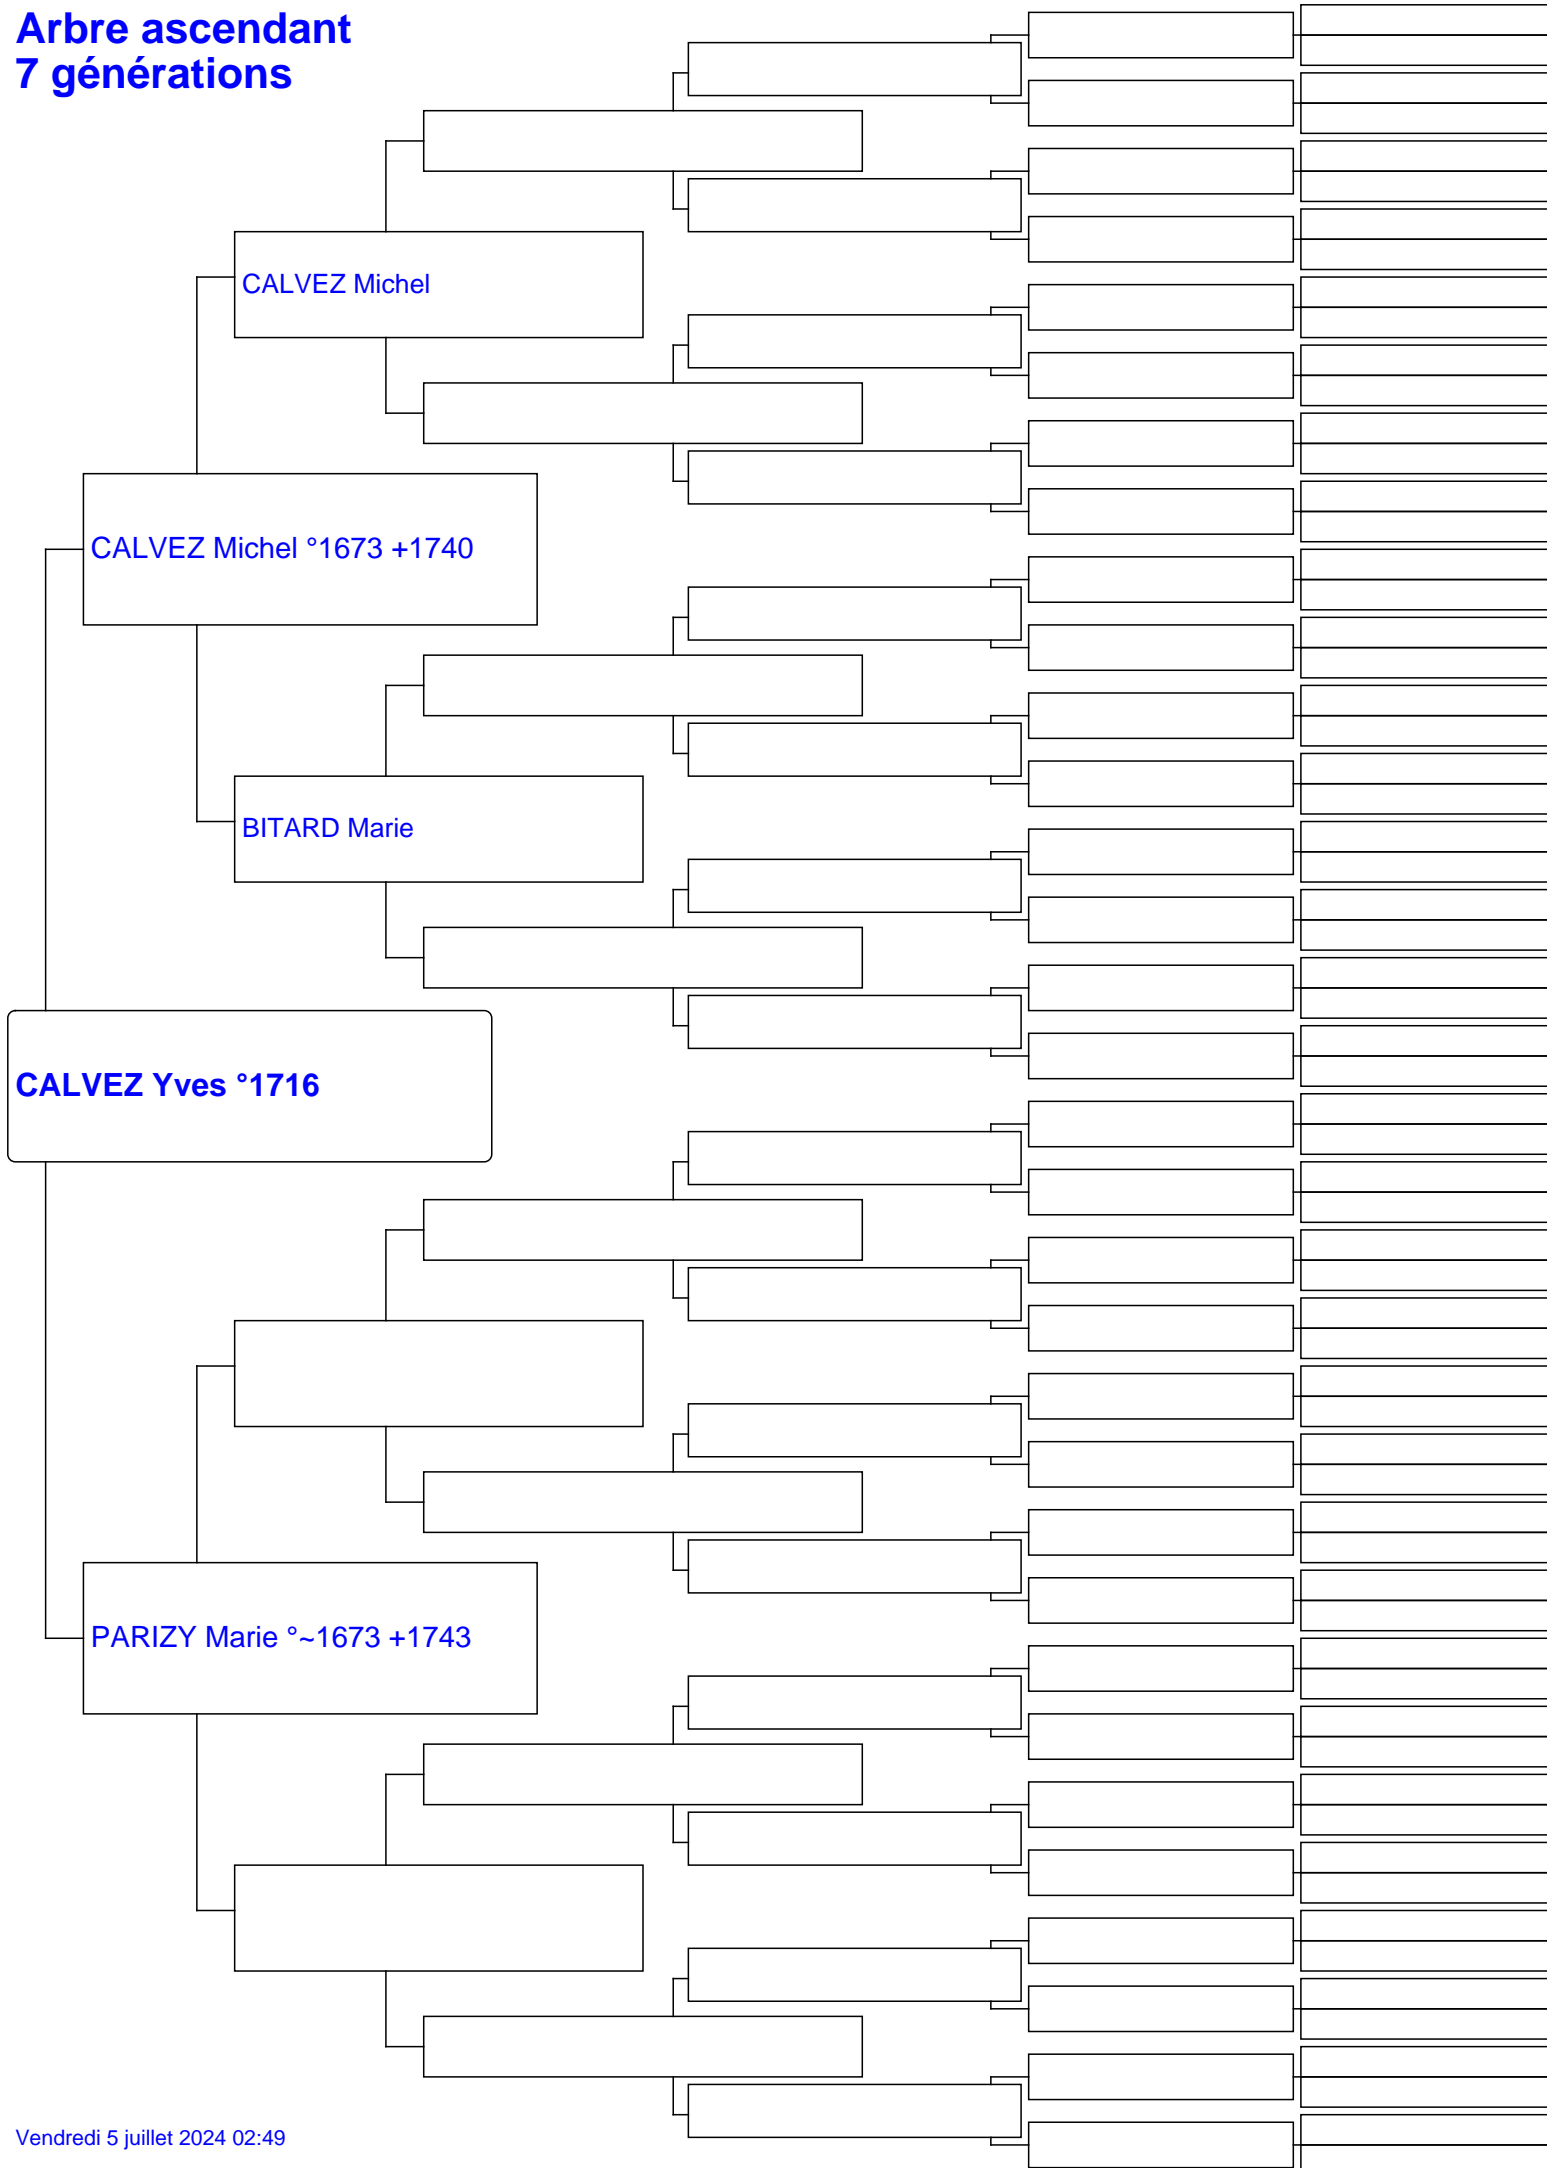 Arbre ascendant
7 générations
CALVEZ Michel
CALVEZ Michel °1673 +1740
BITARD Marie
CALVEZ Yves °1716
PARIZY Marie °~1673 +1743
Vendredi 5 juillet 2024 02:49